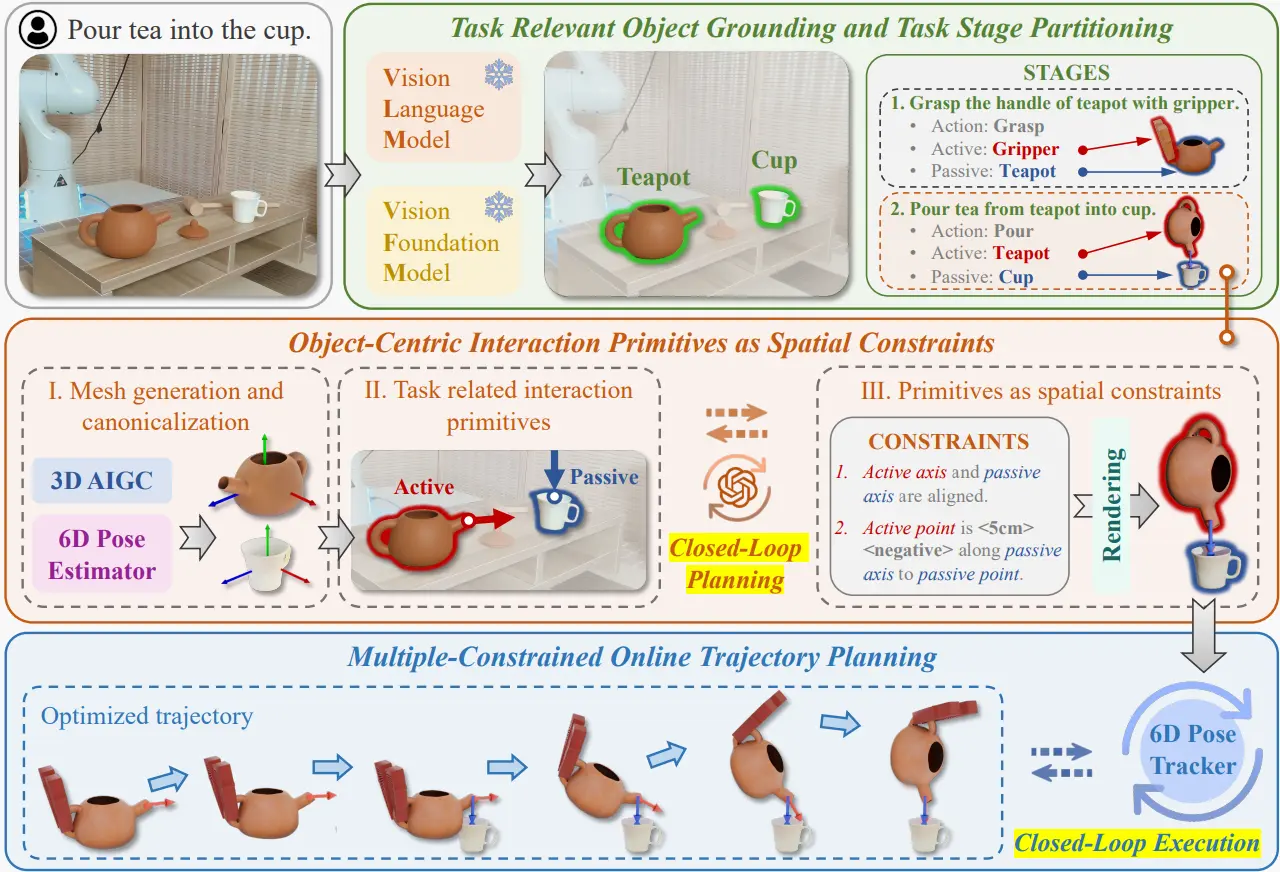 Pour tea into the cup.
Task Relevant Object Grounding and Task Stage Partitioning
Vision
Language
Model
Vision
Foundation
Model
Teapot
Cup
STAGES
1. Grasp the handle of teapot with gripper.
• Action: Grasp
• Active: Gripper
• Passive: Teapot
2. Pour tea from teapot into cup.
• Action: Pour
• Active: Teapot
• Passive: Cup
Object-Centric Interaction Primitives as Spatial Constraints
I. Mesh generation and
canonicalization
3D AIGC
6D Pose
Estimator
II. Task related interaction
primitives
Active
Passive
Closed-Loop
Planning
III. Primitives as spatial constraints
CONSTRAINTS
1. Active axis and passive
axis are aligned.
2. Active point is <5cm>
<negative> along passive
axis to passive point.
Rendering
Multiple-Constrained Online Trajectory Planning
Optimized trajectory
6D Pose
Tracker
Closed-Loop Execution